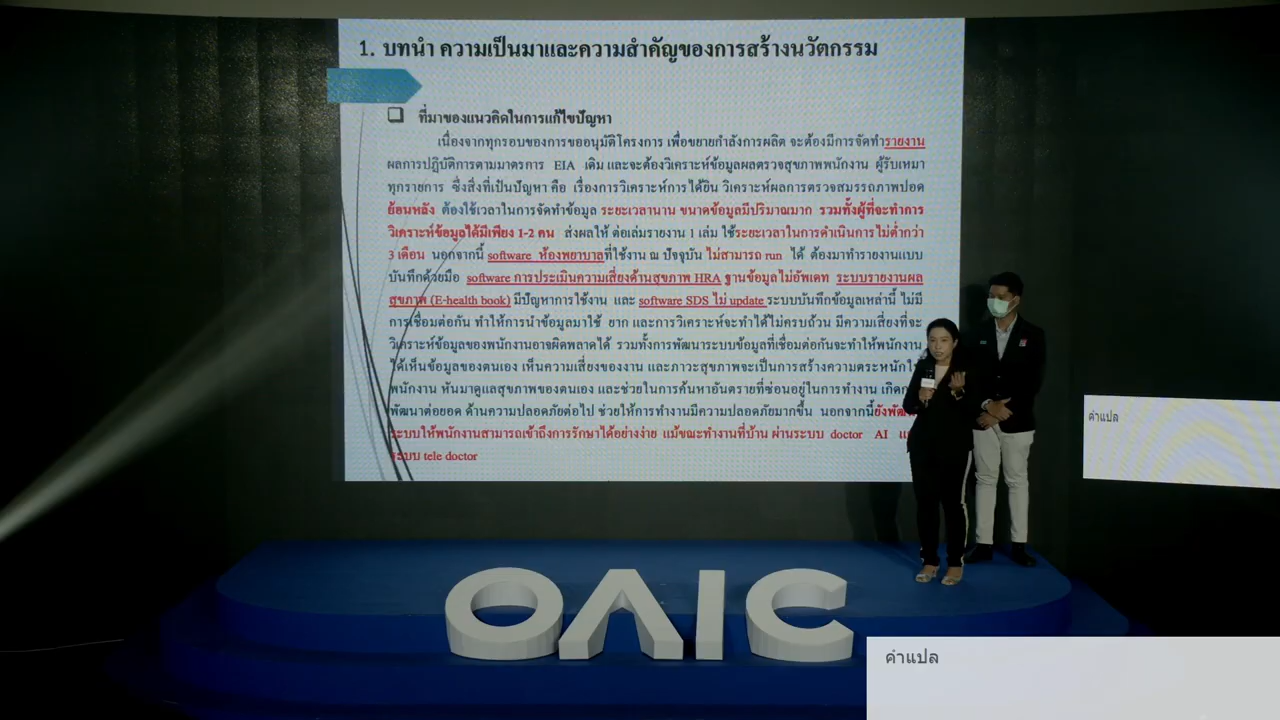 1. บทนำ ความเป็นมาและความสำคัญของการสร้างนวัตกรรม
❑ ที่มาของแนวคิดในการแก้ไขปัญหา
เนื่องจากทุกรอบของการขออนุมัติโครงการ เพื่อขยายกำลังการผลิต จะต้องมีการจัดทำรายงาน
ผลการปฏิบัติการตามมาตรการ EIA เดิม และจะต้องวิเคราะห์ข้อมูลผลตรวจสุขภาพพนักงาน ผู้รับเหมา
ทุกรายการ ซึ่งสิ่งที่เป็นปัญหา คือ เรื่องการวิเคราะห์การได้ยิน วิเคราะห์ผลการตรวจสมรรถภาพปอด
ย้อนหลัง ต้องใช้เวลาในการจัดทำข้อมูล ระยะเวลานาน ขนาดข้อมูลมีปริมาณมาก รวมทั้งผู้ที่จะทำการ
วิเคราะห์ข้อมูลได้มีเพียง 1-2 คน ส่งผลให้ ต่อเล่มรายงาน 1 เล่ม ใช้ระยะเวลาในการดำเนินการไม่ต่ำกว่า
3 เดือน นอกจากนี้ software ห้องพยาบาลที่ใช้งาน ณ ปัจจุบัน ไม่สามารถ run ได้ ต้องมาทำรายงานแบบ
บันทึกด้วยมือ software การประเมินความเสี่ยงด้านสุขภาพ HRA ฐานข้อมูลไม่อัพเดท ระบบรายงานผล
สุขภาพ (E-health book) มีปัญหาการใช้งาน และ software SDS ไม่ update ระบบบันทึกข้อมูลเหล่านี้ ไม่มี
การเชื่อมต่อกัน ทำให้การนำข้อมูลมาใช้ ยาก และการวิเคราะห์จะทำได้ไม่ครบถ้วน มีความเสี่ยงที่จะ
วิเคราะห์ข้อมูลของพนักงานอาจผิดพลาดได้ รวมทั้งการพัฒนาระบบข้อมูลที่เชื่อมต่อกันจะทำให้พนักงาน
ได้เห็นข้อมูลของตนเอง เห็นความเสี่ยงของงาน และภาวะสุขภาพจะเป็นการสร้างความตระหนักใ
พนักงาน หันมาดูแลสุขภาพของตนเอง และช่วยในการค้นหาอันตรายที่ซ่อนอยู่ในการทำงาน เกิดก
พัฒนาต่อยอด ด้านความปลอดภัยต่อไป ช่วยให้การทำงานมีความปลอดภัยมากขึ้น นอกจากนี้ยังพัฒ
ระบบให้พนักงานสามารถเข้าถึงการรักษาได้อย่างง่าย แม้ขณะทำงานที่บ้าน ผ่านระบบ doctor AI แ
ระบบ tele doctor
คำแปล
OAIC
คำแปล